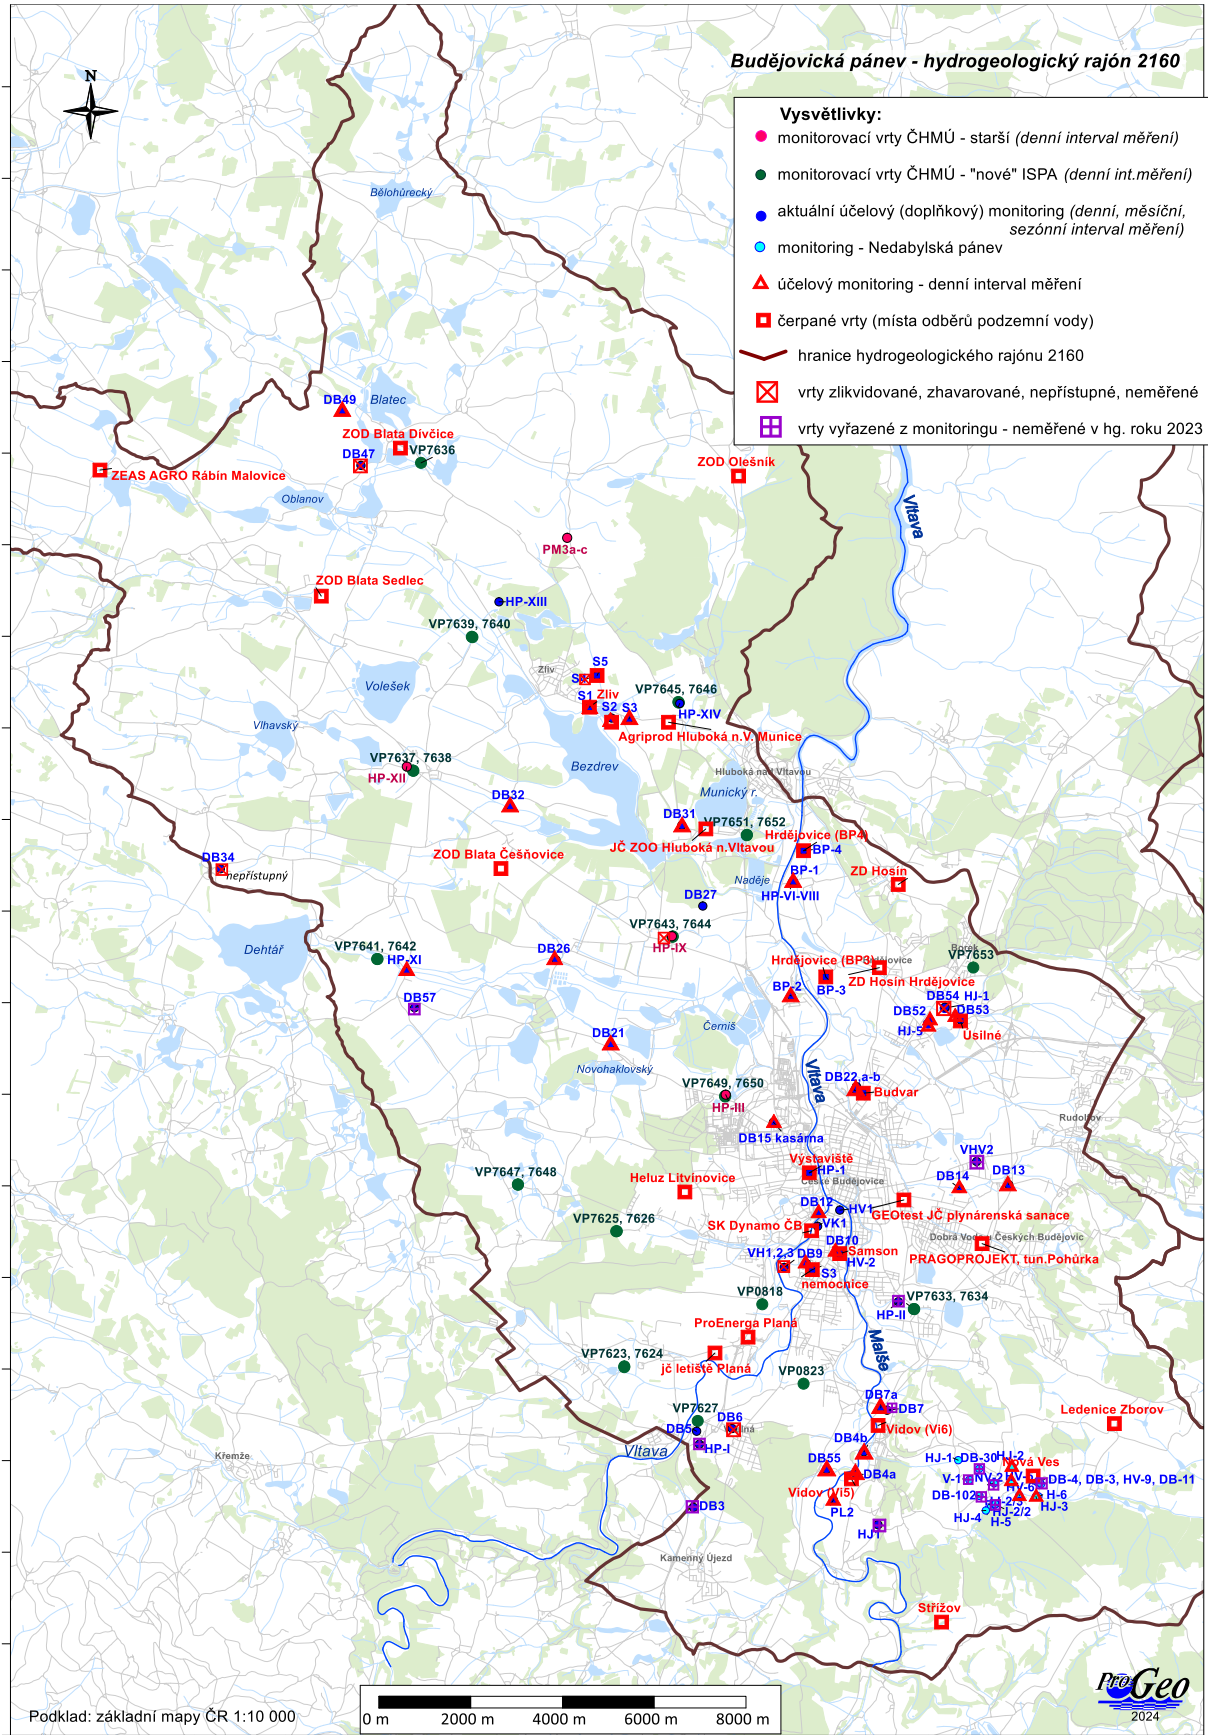 Budějovická pánev - hydrogeologický rajón 2160
N
Vysvětlivky:
monitorovací vrty ČHMÚ - starší (denní interval měření)
monitorovací vrty ČHMÚ - "nové" ISPA (denní int.měření)
aktuální účelový (doplňkový) monitoring (denní, měsíční,
sezónní interval měření)
monitoring - Nedabylská pánev
účelový monitoring - denní interval měření
čerpané vrty (místa odběrů podzemní vody)
hranice hydrogeologického rajónu 2160
vrty zlikvidované, zhavarované, nepřístupné, neměřené
vrty vyřazené z monitoringu - neměřené v hg. roku 2023
Bělohůrecký
DB49
Blatec
ZOD Blata Dívčice
DB47
VP7636
ZEAS AGRO Rábín Malovice
Oblanov
ZOD Olešník
Vltava
PM3a-c
ZOD Blata Sedlec
HP-XIII
VP7639, 7640
Zliv
S5
Volešek
S1
Zliv
S2
S3
VP7645, 7646
HP-XIV
Vlhavský
Agriprod Hluboká n.V. Munice
VP7637, 7638
HP-XII
Bezdrev
Hluboká nad Vltavou
Munický r.
DB32
DB31
VP7651, 7652
Hrdějovice (BP4)
JČ ZOO Hluboká n.Vltavou
BP-4
DB34
nepřístupný
ZOD Blata Češňovice
BP-1
ZD Hosín
Naděje
HP-VI-VIII
DB27
VP7643, 7644
HP-IX
Dehtář
VP7641, 7642
HP-XI
DB26
Borek
VP7653
Hrdějovice (BP3)
ZD Hosín Hrdějovice
BP-3
BP-2
DB57
DB54
HJ-1
DB52
DB53
HJ-5
Úsilné
Černiš
DB21
Novohaklovský
Vltava
DB22,a-b
Budvar
VP7649, 7650
HP-III
DB15 kasárna
Rudolfov
VHV2
Výstaviště
HP-1
DB14
DB13
VP7647, 7648
Heluz Litvínovice
České Budějovice
DB12
HV1
GEOtest JČ plynárenská sanace
VP7625, 7626
SK Dynamo ČB
VK1
DB10
Samson
Dobrá Voda u Českých Budějovic
PRAGOPROJEKT, tun.Pohůrka
VH1,2,3
DB9
HV-2
S3
nemocnice
VP0818
VP7633, 7634
HP-II
ProEnerga Planá
Malše
VP7623, 7624
jč letiště Planá
VP0823
DB7a
DB7
Ledenice Zborov
VP7627
DB5
DB6
Vidov (Vi6)
HP-I
DB4b
Křemže
Vltava
DB55
DB4a
HJ-1
DB-30
HJ-2
Nová Ves
DB-4, DB-3, HV-9, DB-11
DB-102
H-6
HJ-3
HJ-2/2
HJ-4
H-5
Vidov (Vi5)
PL2
DB3
HJ1
Kamenný Újezd
Střížov
ProGeo
2024
Podklad: základní mapy ČR 1:10 000
0 m 2000 m 4000 m 6000 m 8000 m